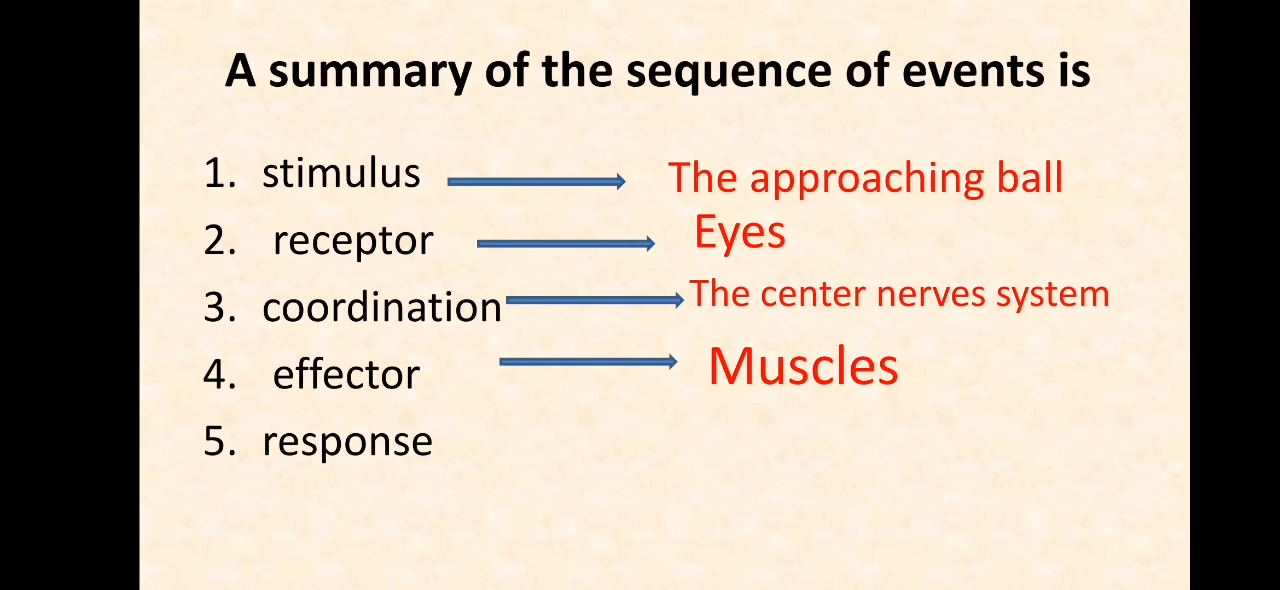 A summary of the sequence of events is
1. stimulus The approaching ball
2. receptor Eyes
3. coordination The center nerves system
4. effector Muscles
5. response